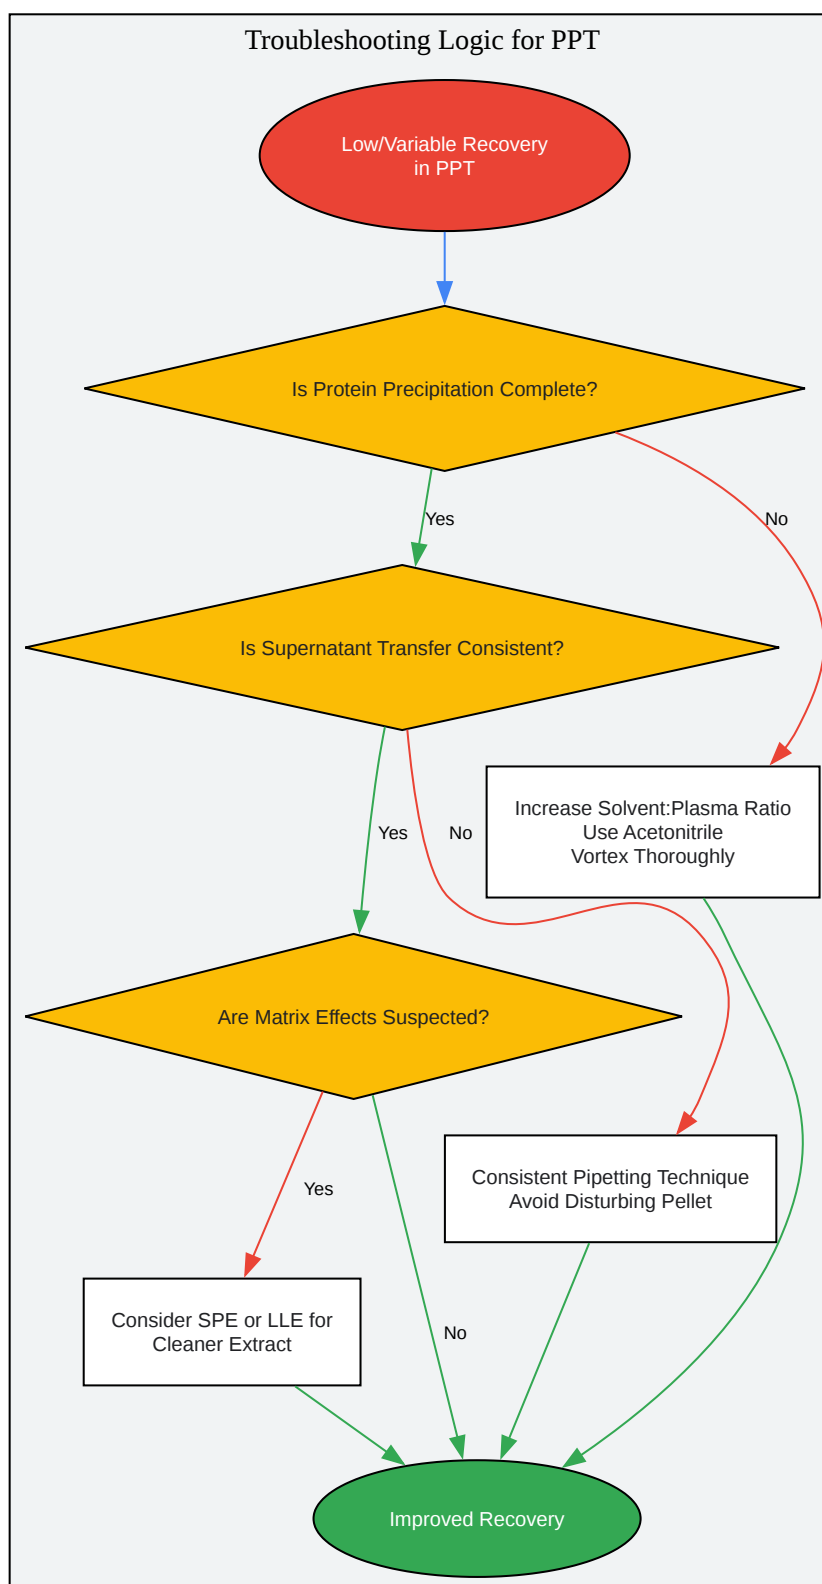 Troubleshooting Logic for PPT
Low/Variable Recovery
in PPT
Is Protein Precipitation Complete?
Yes
No
Is Supernatant Transfer Consistent?
Yes
No
Increase Solvent:Plasma Ratio
Use Acetonitrile
Vortex Thoroughly
Are Matrix Effects Suspected?
Consistent Pipetting Technique
Avoid Disturbing Pellet
Yes
Consider SPE or LLE for
Cleaner Extract
No
Improved Recovery